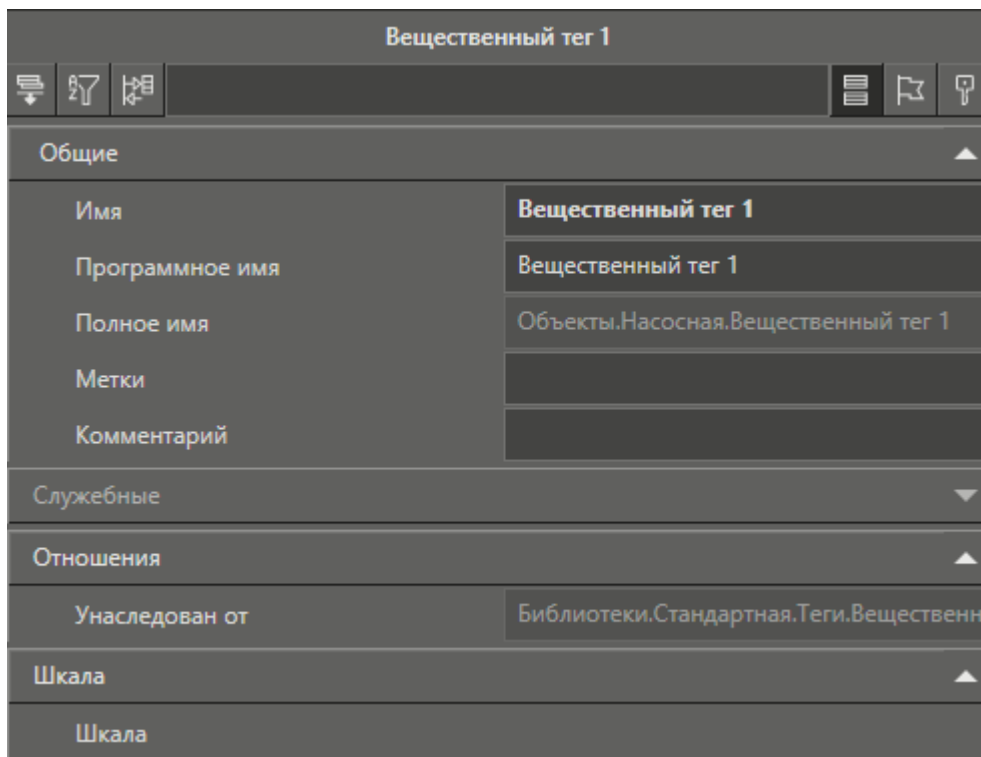 Вещественный тег 1
Общие
Имя Вещественный тег 1
Программное имя Вещественный тег 1
Полное имя Объекты.Насосная.Вещественный тег 1
Метки
Комментарий
Служебные
Отношения
Унаследован от Библиотеки.Стандартная.Теги.Вещественн
Шкала
Шкала